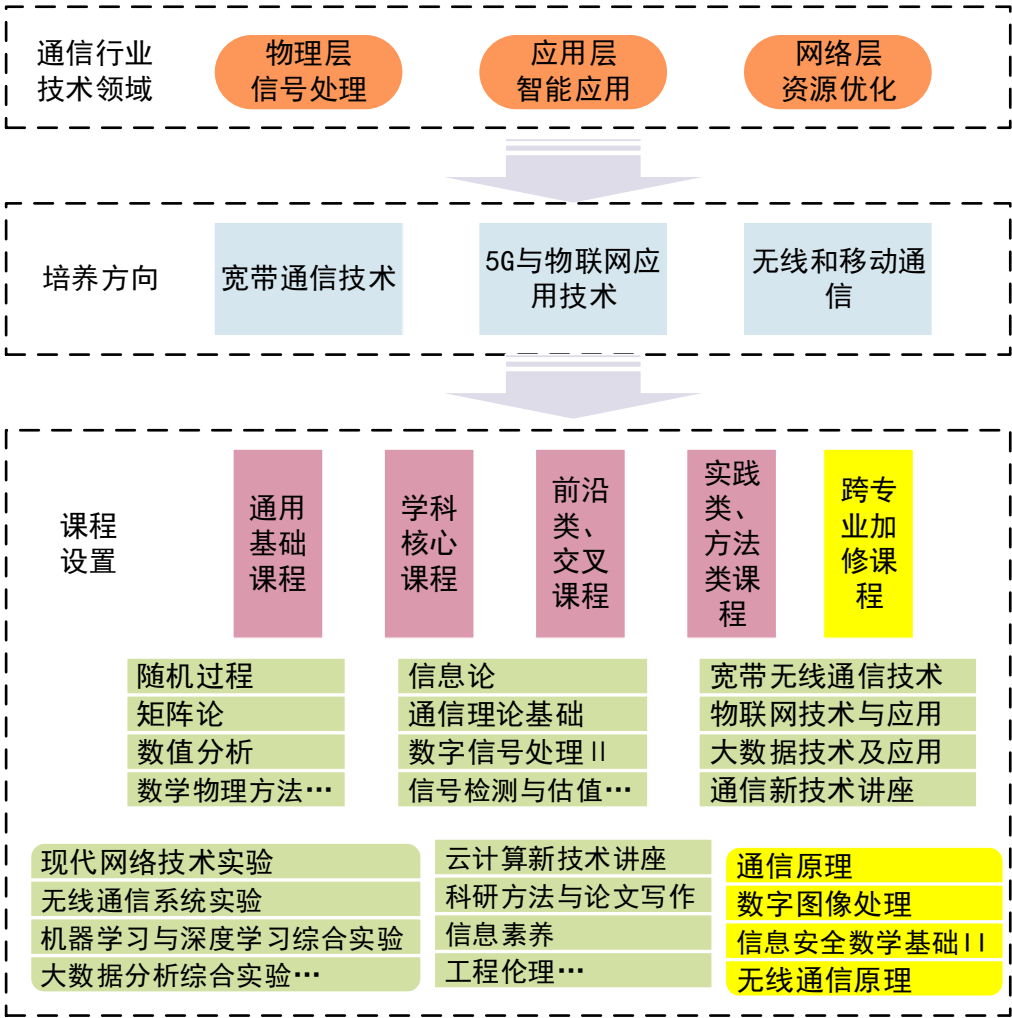 通信行业
技术领域
物理层
信号处理
应用层
智能应用
网络层
资源优化
培养方向
宽带通信技术
5G与物联网应
用技术
无线和移动通
信
课程
设置
通用
基础
课程
学科
核心
课程
前沿
类、
交叉
课程
实践
类、
方法
类课
程
跨专
业加
修课
程
随机过程
矩阵论
数值分析
数学物理方法…
信息论
通信理论基础
数字信号处理Ⅱ
信号检测与估值…
宽带无线通信技术
物联网技术与应用
大数据技术及应用
通信新技术讲座
现代网络技术实验
无线通信系统实验
机器学习与深度学习综合实验
大数据分析综合实验…
云计算新技术讲座
科研方法与论文写作
信息素养
工程伦理…
通信原理
数字图像处理
信息安全数学基础II
无线通信原理